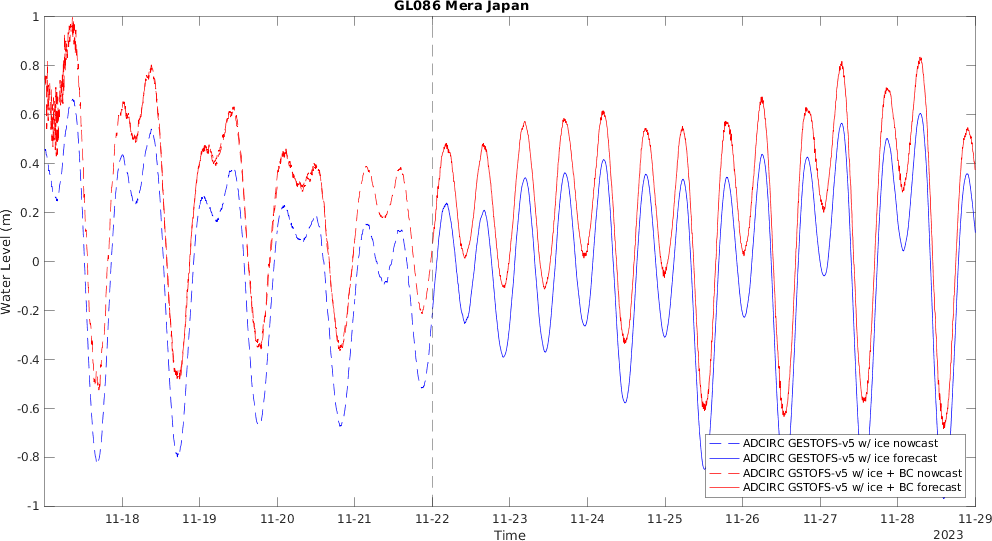 GL086 Mera Japan
1
0.8
0.6
0.4
0.2
0
-0.2
-0.4
-0.6
-0.8
-1
Water Level (m)
ADCIRC GESTOFS-v5 w/ ice nowcast
ADCIRC GESTOFS-v5 w/ ice forecast
ADCIRC GSTOFS-v5 w/ ice + BC nowcast
ADCIRC GSTOFS-v5 w/ ice + BC forecast
11-18 11-19 11-20 11-21 11-22 11-23 11-24 11-25 11-26 11-27 11-28 11-29
Time
2023